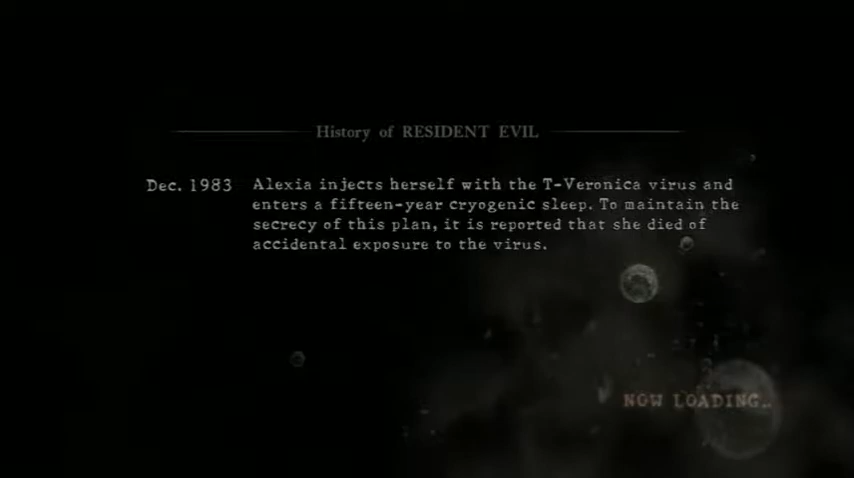 History of RESIDENT EVIL
Dec. 1983 Alexia injects herself with the T-Veronica virus and
enters a fifteen-year cryogenic sleep. To maintain the
secrecy of this plan, it is reported that she died of
accidental exposure to the virus.
NOW LOADING..